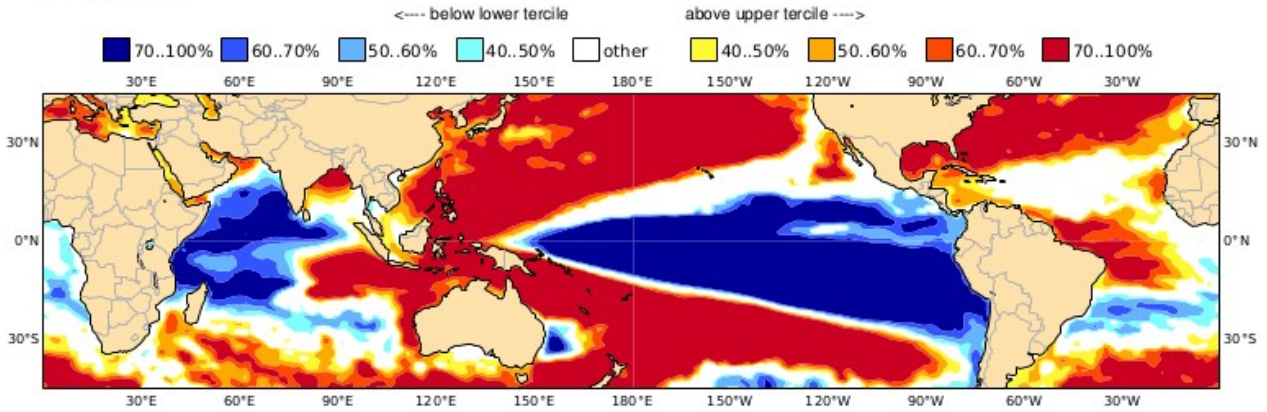 <---- below lower tercile above upper tercile ---->
70..100% 60..70% 50..60% 40..50% other 40..50% 50..60% 60..70% 70..100%
30°E 60°E 90°E 120°E 150°E 180°E 150°W 120°W 90°W 60°W 30°W
30°N 30°N
0°N 0°N
30°S 30°S
30°E 60°E 90°E 120°E 150°E 180°E 150°W 120°W 90°W 60°W 30°W